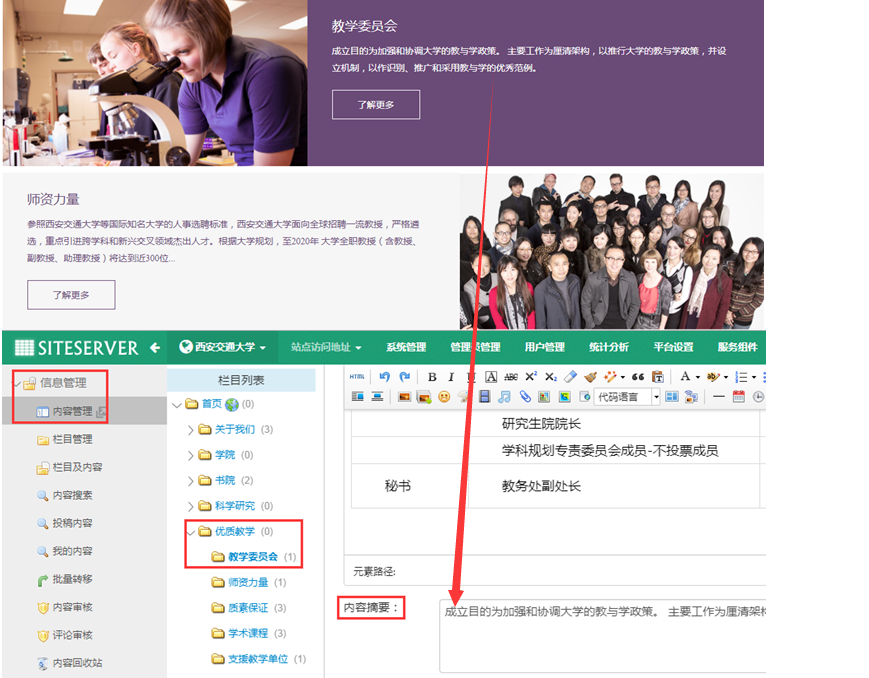 教学委员会
成立目的为加强和协调大学的教与学政策。 主要工作为厘清架构，以推行大学的教与学政策，并设
立机制，以作识别、推广和采用教与学的优秀范例。
了解更多
师资力量
参照西安交通大学等国际知名大学的人事选聘标准，西安交通大学面向全球招聘一流教授，严格遴
选，重点引进跨学科和新兴交叉领域杰出人才。根据大学规划，至2020年 大学全职教授（含教授、
副教授、助理教授）将达到近300位...
了解更多
SITESERVER 西安交通大学 站点访问地址 系统管理 管理员管理 用户管理 统计分析 平台设置 服务组件
信息管理
内容管理
栏目管理
栏目及内容
内容搜索
投稿内容
我的内容
批量转移
内容审核
评论审核
内容回收站
栏目列表
首页 (0)
关于我们 (3)
学院 (0)
书院 (2)
科学研究 (0)
优质教学 (0)
教学委员会 (1)
师资力量 (1)
质素保证 (3)
学术课程 (3)
支援教学单位 (1)
HTML B I U A ABC X² X₂ A
代码语言
研究生院院长
学科规划专责委员会成员-不投票成员
秘书 教务处副处长
元素路径:
内容摘要：
成立目的为加强和协调大学的教与学政策。 主要工作为厘清架构